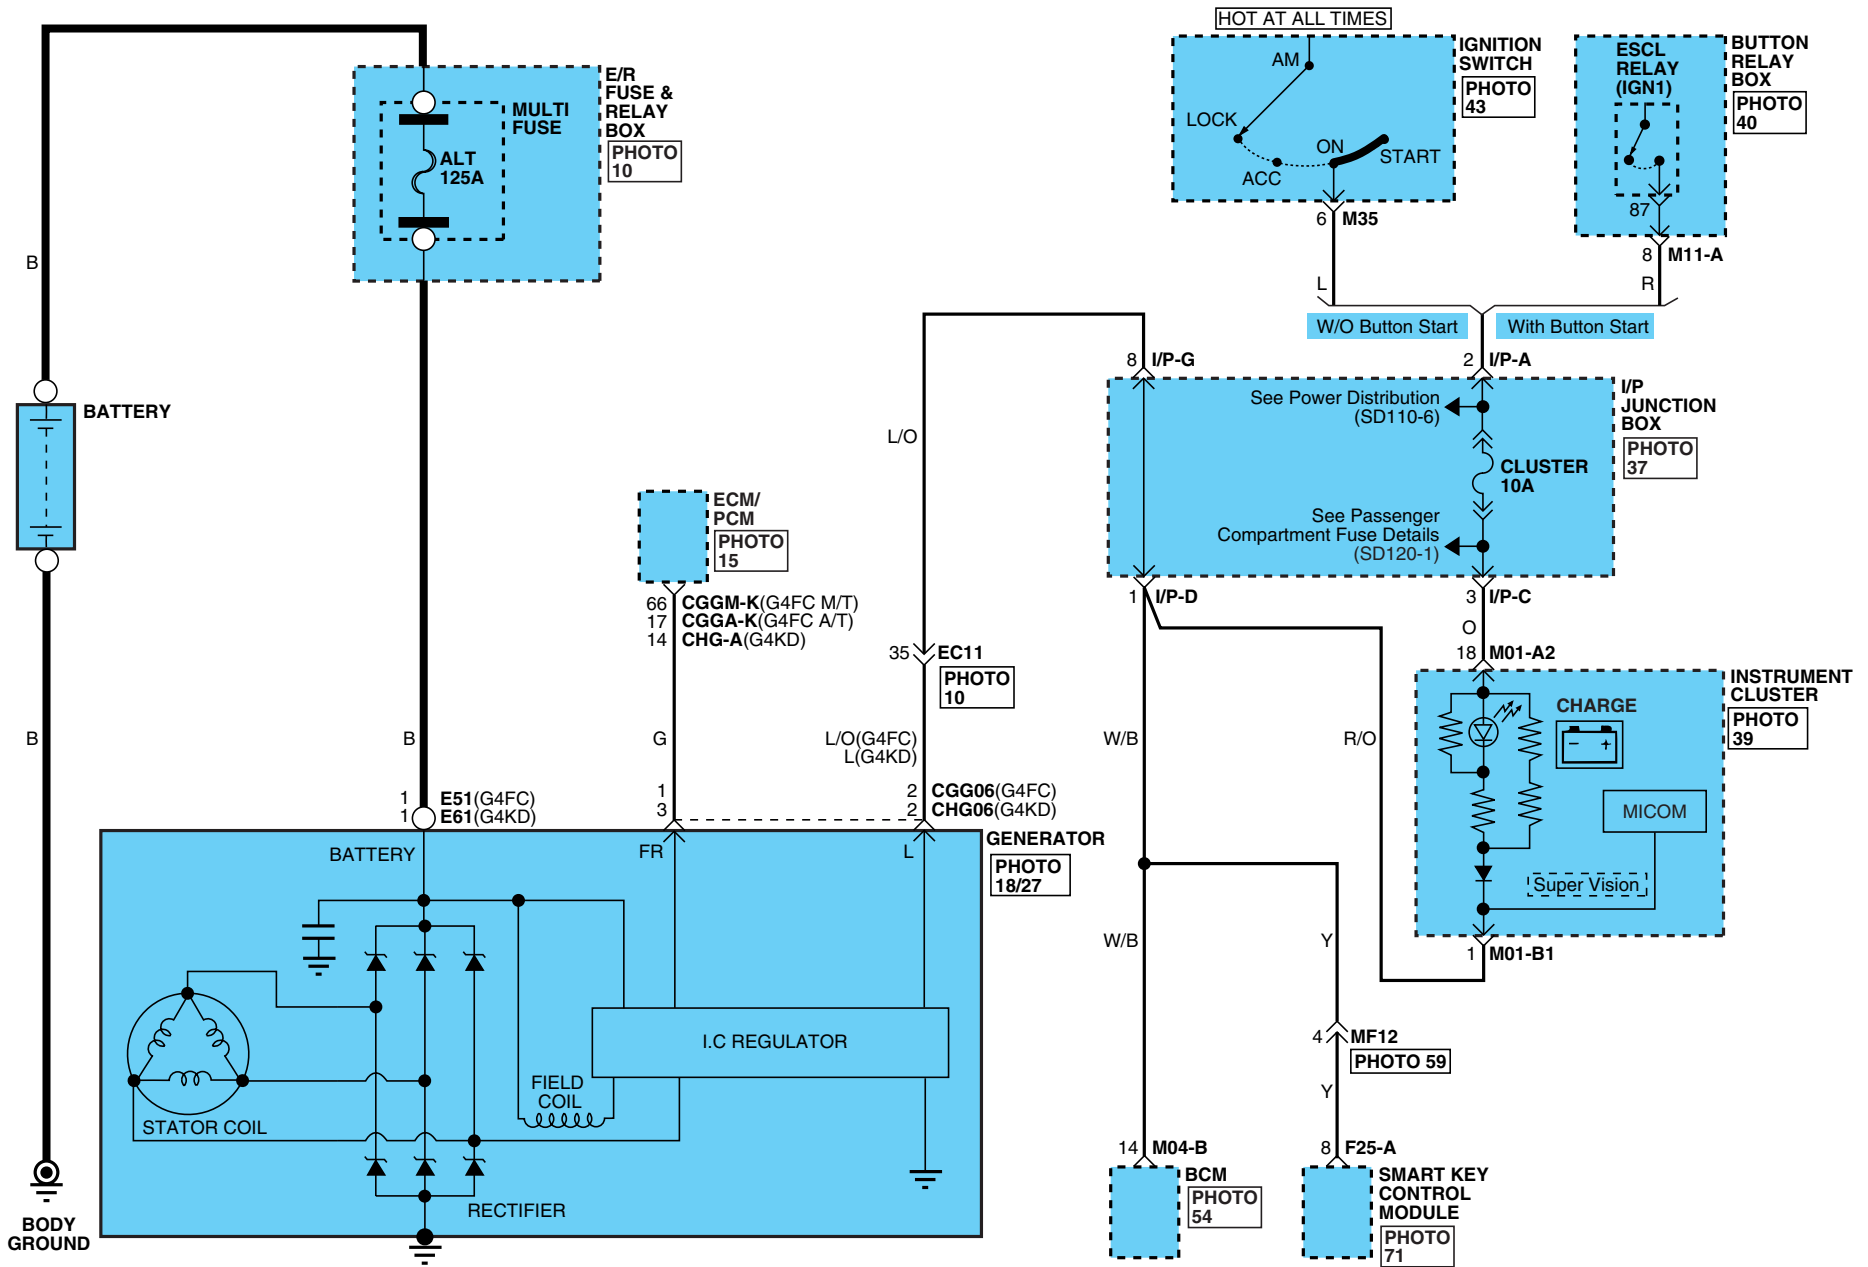 HOT AT ALL TIMES
AM
LOCK
ACC
ON
START
IGNITION
SWITCH
PHOTO
43
6 M35
L
ESCL
RELAY
(IGN1)
87
BUTTON
RELAY
BOX
PHOTO
40
8 M11-A
R
W/O Button Start
With Button Start
MULTI
FUSE
ALT
125A
E/R
FUSE &
RELAY
BOX
PHOTO
10
B
BATTERY
B
BODY
GROUND
B
1 E51(G4FC)
1 E61(G4KD)
ECM/
PCM
PHOTO
15
66 CGGM-K(G4FC M/T)
17 CGGA-K(G4FC A/T)
14 CHG-A(G4KD)
G
1
3
L/O
35 EC11
PHOTO
10
L/O(G4FC)
L(G4KD)
2 CGG06(G4FC)
2 CHG06(G4KD)
8 I/P-G
2 I/P-A
See Power Distribution
(SD110-6)
CLUSTER
10A
See Passenger
Compartment Fuse Details
(SD120-1)
I/P
JUNCTION
BOX
PHOTO
37
1 I/P-D
3 I/P-C
O
18 M01-A2
CHARGE
MICOM
Super Vision
INSTRUMENT
CLUSTER
PHOTO
39
1 M01-B1
W/B
R/O
W/B
Y
4 MF12
PHOTO 59
Y
14 M04-B
BCM
PHOTO
54
8 F25-A
SMART KEY
CONTROL
MODULE
PHOTO
71
GENERATOR
PHOTO
18/27
BATTERY
FR
L
I.C REGULATOR
FIELD
COIL
STATOR COIL
RECTIFIER